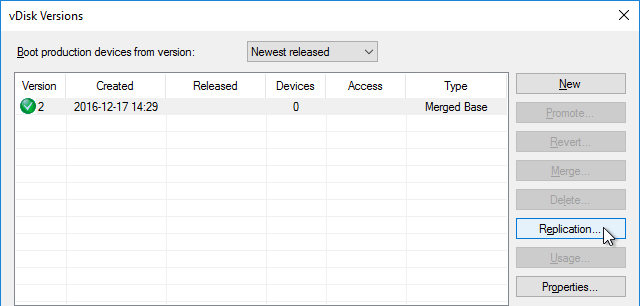 vDisk Versions
Boot production devices from version: Newest released
Version Created Released Devices Access Type
2 2016-12-17 14:29 0 Merged Base
New
Promote...
Revert...
Merge...
Delete...
Replication...
Usage...
Properties...